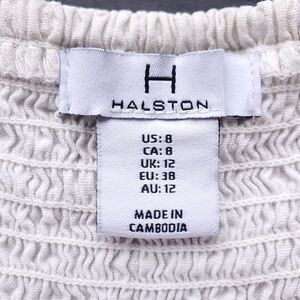 H
HALSTON
US: 8
CA: 8
UK: 12
EU: 38
AU: 12
MADE IN
CAMBODIA